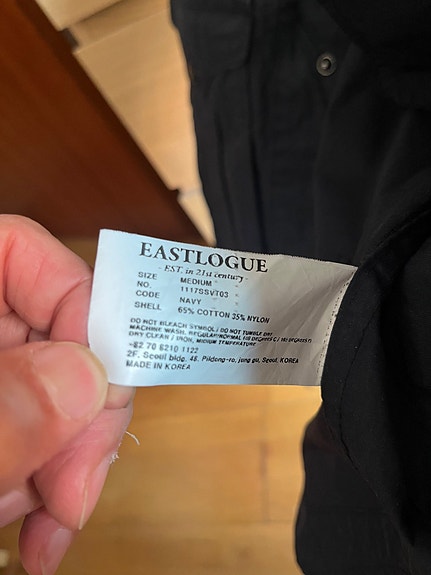 EASTLOGUE
- EST. in 21st century -
SIZE MEDIUM
NO. 1117SSVT03
CODE NAVY
SHELL 65% COTTON 35% NYLON
DO NOT BLEACH SYMBOL / DO NOT TUMBLE DRY
MACHINE WASH, REGULAR/NORMAL
DRY CLEAN / IRON, MEDIUM TEMPERATURE
+82 70 8210 1122
2F, Seoul bldg. 48, Pildong-ro, jung gu, Seoul, KOREA
MADE IN KOREA